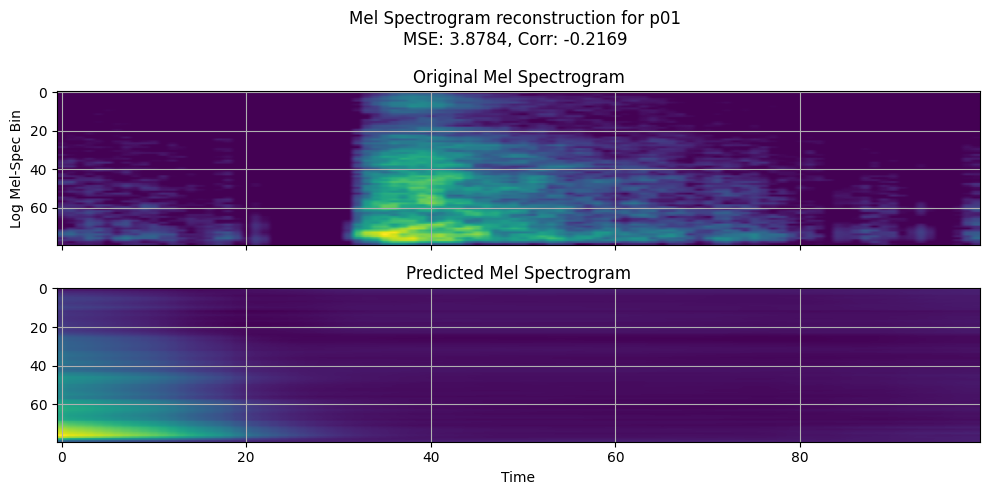 Mel Spectrogram reconstruction for p01
MSE: 3.8784, Corr: -0.2169
Original Mel Spectrogram
0
20
40
60
Log Mel-Spec Bin
Predicted Mel Spectrogram
0
20
40
60
0 20 40 60 80
Time